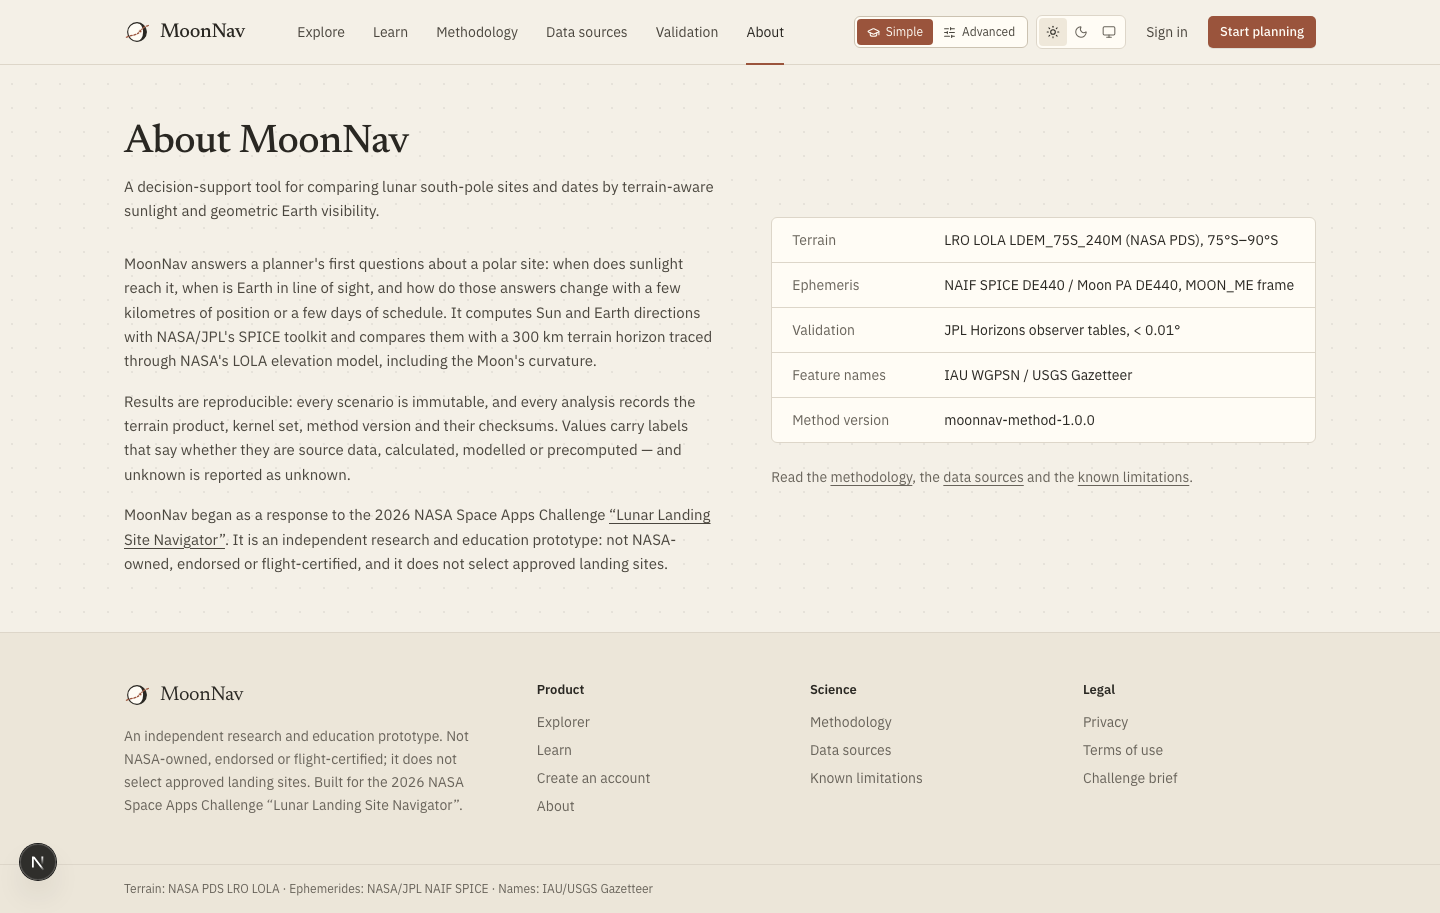 MoonNav
Explore
Learn
Methodology
Data sources
Validation
About
Simple
Advanced
Sign in
Start planning
About MoonNav
A decision-support tool for comparing lunar south-pole sites and dates by terrain-aware
sunlight and geometric Earth visibility.
MoonNav answers a planner's first questions about a polar site: when does sunlight
reach it, when is Earth in line of sight, and how do those answers change with a few
kilometres of position or a few days of schedule. It computes Sun and Earth directions
with NASA/JPL's SPICE toolkit and compares them with a 300 km terrain horizon traced
through NASA's LOLA elevation model, including the Moon's curvature.
Results are reproducible: every scenario is immutable, and every analysis records the
terrain product, kernel set, method version and their checksums. Values carry labels
that say whether they are source data, calculated, modelled or precomputed — and
unknown is reported as unknown.
MoonNav began as a response to the 2026 NASA Space Apps Challenge “Lunar Landing
Site Navigator”. It is an independent research and education prototype: not NASA-
owned, endorsed or flight-certified, and it does not select approved landing sites.
Terrain LRO LOLA LDEM_75S_240M (NASA PDS), 75°S–90°S
Ephemeris NAIF SPICE DE440 / Moon PA DE440, MOON_ME frame
Validation JPL Horizons observer tables, < 0.01°
Feature names IAU WGPSN / USGS Gazetteer
Method version moonnav-method-1.0.0
Read the methodology, the data sources and the known limitations.
MoonNav
An independent research and education prototype. Not
NASA-owned, endorsed or flight-certified; it does not
select approved landing sites. Built for the 2026 NASA
Space Apps Challenge “Lunar Landing Site Navigator”.
Product
Explorer
Learn
Create an account
About
Science
Methodology
Data sources
Known limitations
Legal
Privacy
Terms of use
Challenge brief
N
Terrain: NASA PDS LRO LOLA · Ephemerides: NASA/JPL NAIF SPICE · Names: IAU/USGS Gazetteer